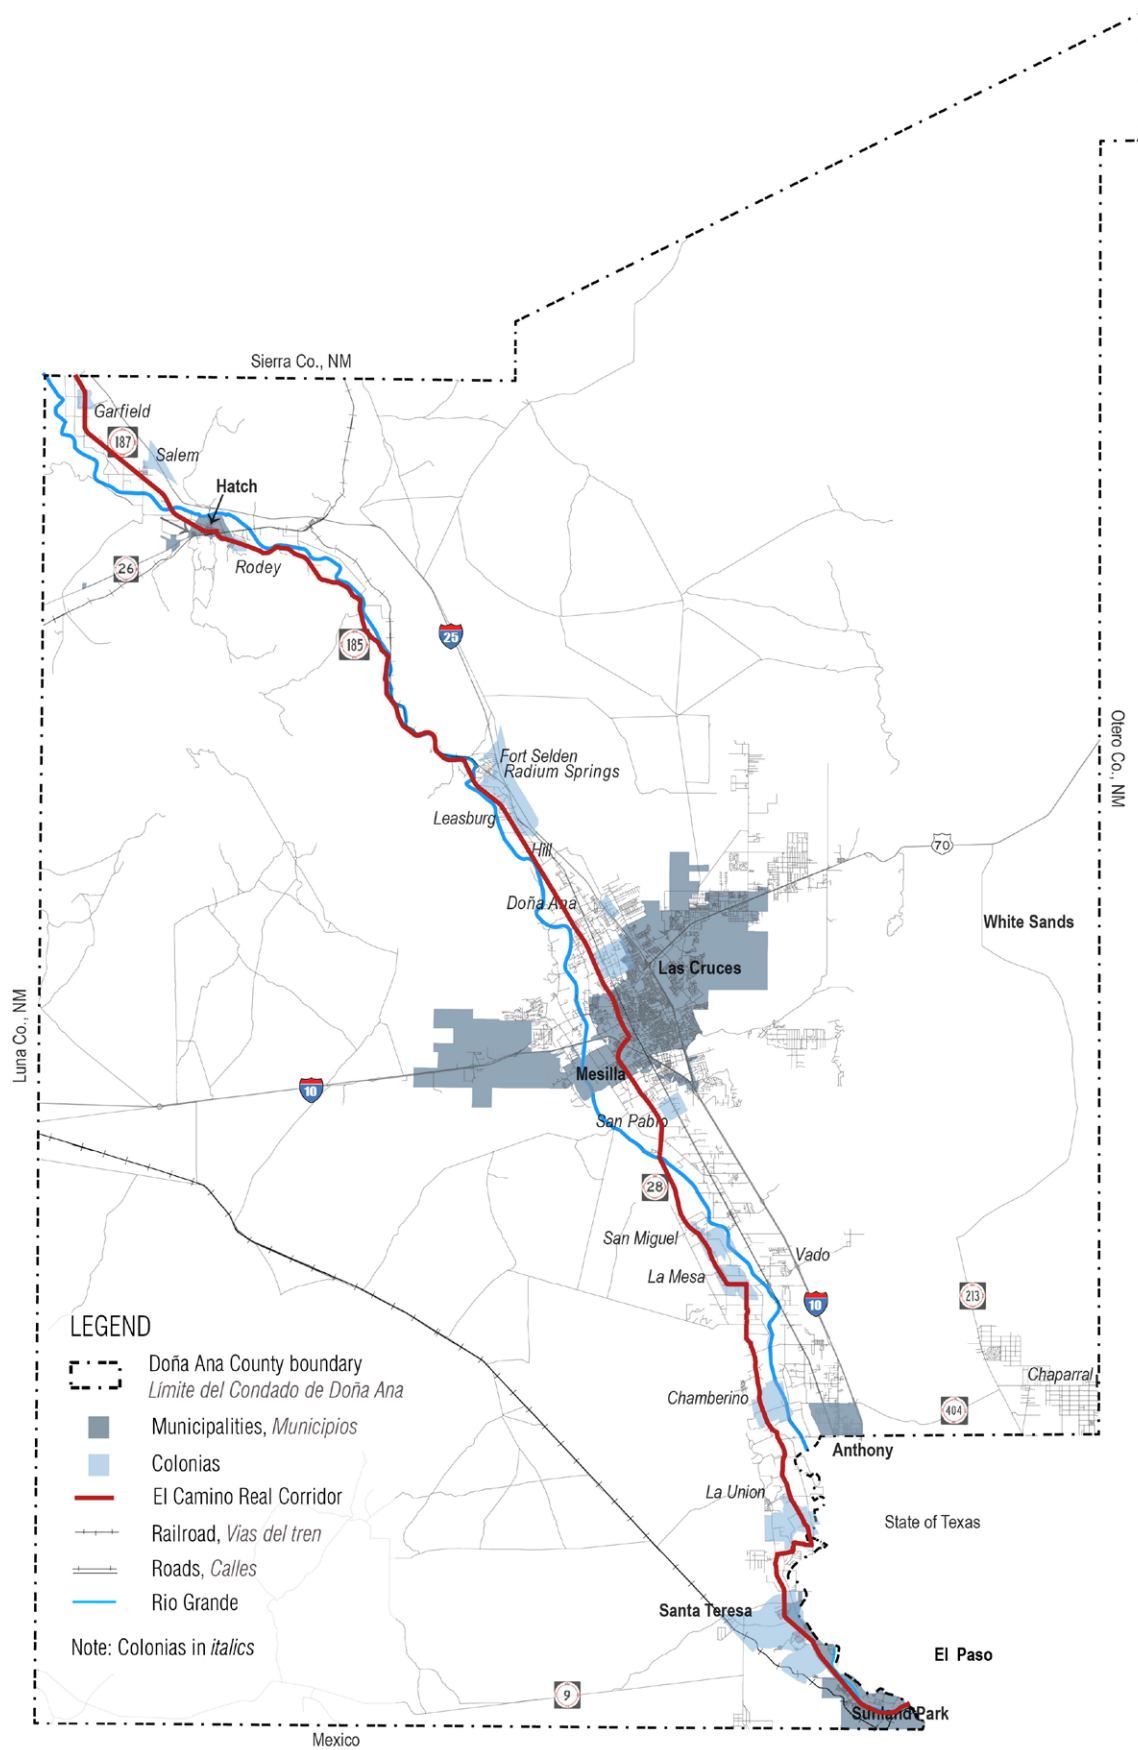 Sierra Co., NM
Garfield
187
Salem
Hatch
26
Rodey
185
25
Fort Selden
Radium Springs
Leasburg
Hill
Doña Ana
70
Otero Co., NM
White Sands
Las Cruces
Luna Co., NM
10
Mesilla
San Pablo
28
San Miguel
La Mesa
Vado
10
213
Chaparral
Chamberino
404
Anthony
La Union
State of Texas
Santa Teresa
El Paso
9
Sunland Park
Mexico
LEGEND
Doña Ana County boundary
Límite del Condado de Doña Ana
Municipalities, Municipios
Colonias
El Camino Real Corridor
Railroad, Vias del tren
Roads, Calles
Rio Grande
Note: Colonias in italics